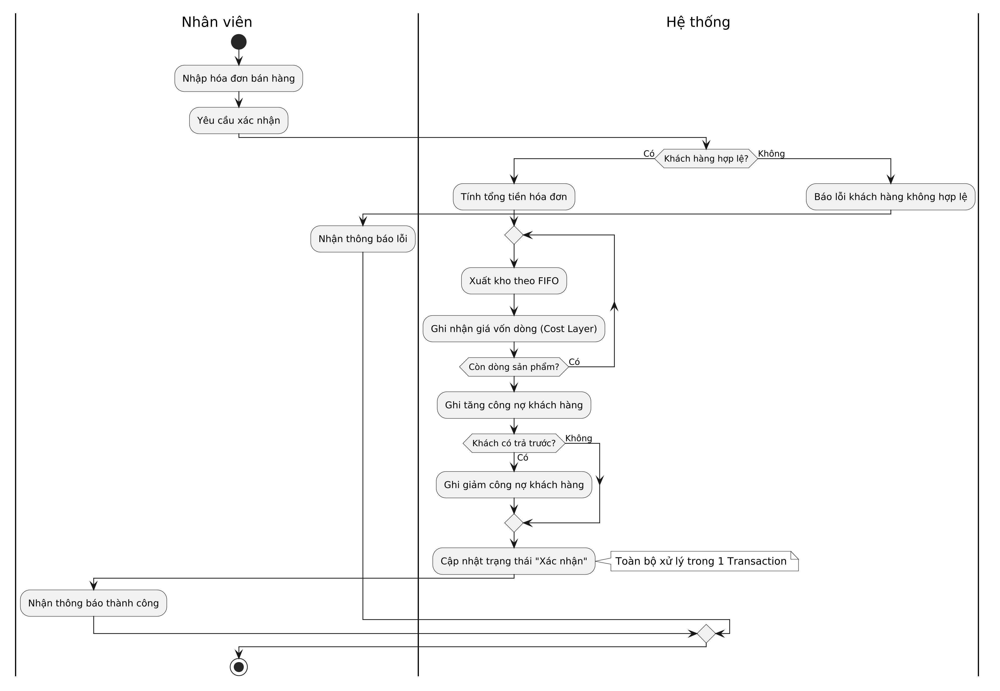 Nhân viên
Hệ thống
Nhập hóa đơn bán hàng
Yêu cầu xác nhận
Có
Khách hàng hợp lệ?
Không
Tính tổng tiền hóa đơn
Báo lỗi khách hàng không hợp lệ
Nhận thông báo lỗi
Xuất kho theo FIFO
Ghi nhận giá vốn dòng (Cost Layer)
Còn dòng sản phẩm?
Có
Ghi tăng công nợ khách hàng
Khách có trả trước?
Không
Có
Ghi giảm công nợ khách hàng
Cập nhật trạng thái "Xác nhận"
Toàn bộ xử lý trong 1 Transaction
Nhận thông báo thành công